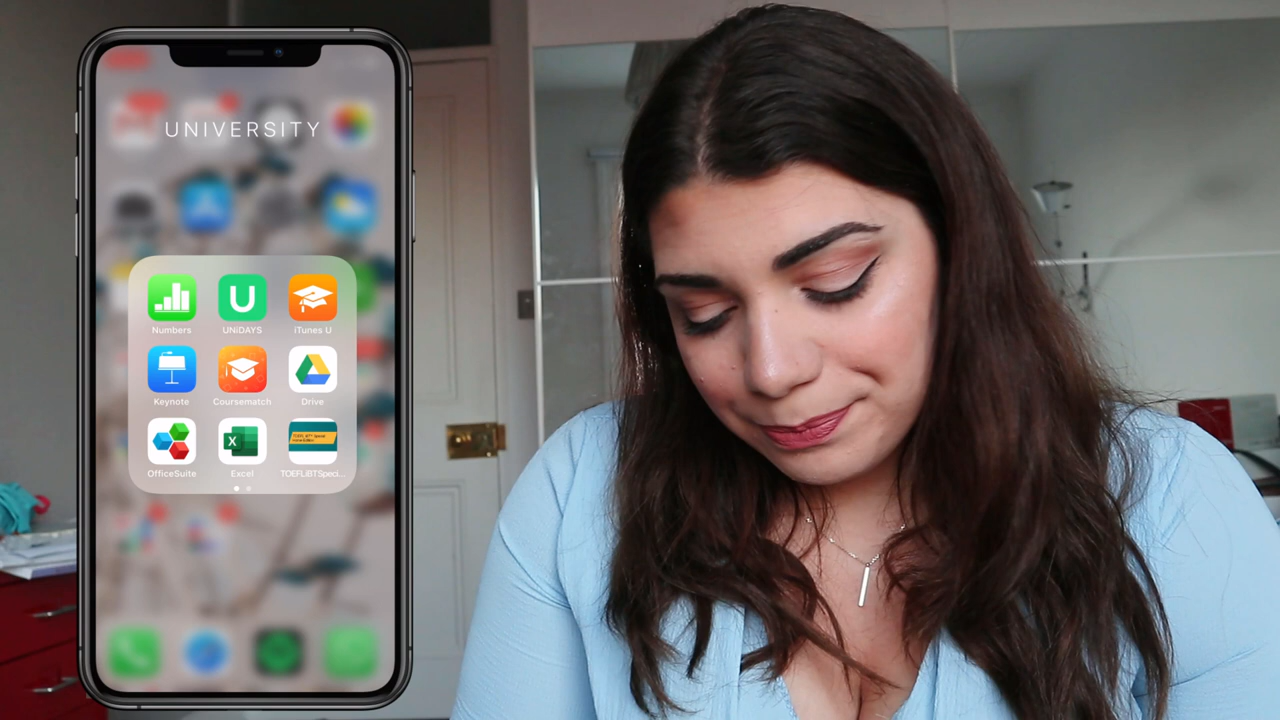 UNIVERSITY
Numbers
UNiDAYS
iTunes U
Keynote
Coursematch
Drive
OfficeSuite
Excel
TOEFLiBTSpeci...